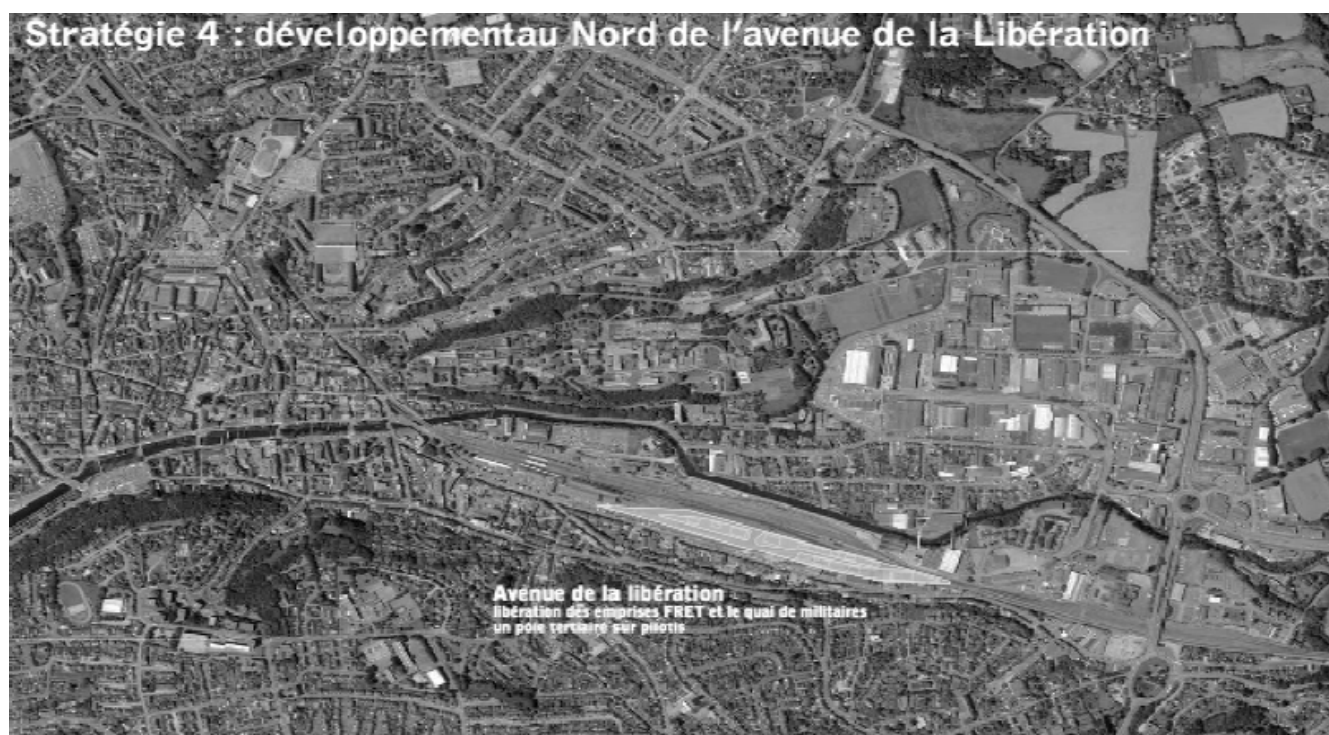 Stratégie 4 : développementau Nord de l'avenue de la Libération
Avenue de la libération
libération dès emprises FRET et le quai de militaires
un pôle tertiaire sur pilotis